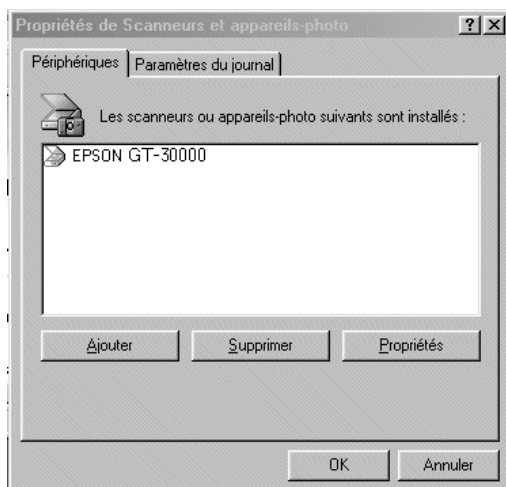 Propriétés de Scanneurs et appareils-photo
Périphériques
Paramètres du journal
Les scanneurs ou appareils-photo suivants sont installés :
EPSON GT-30000
Ajouter
Supprimer
Propriétés
OK
Annuler